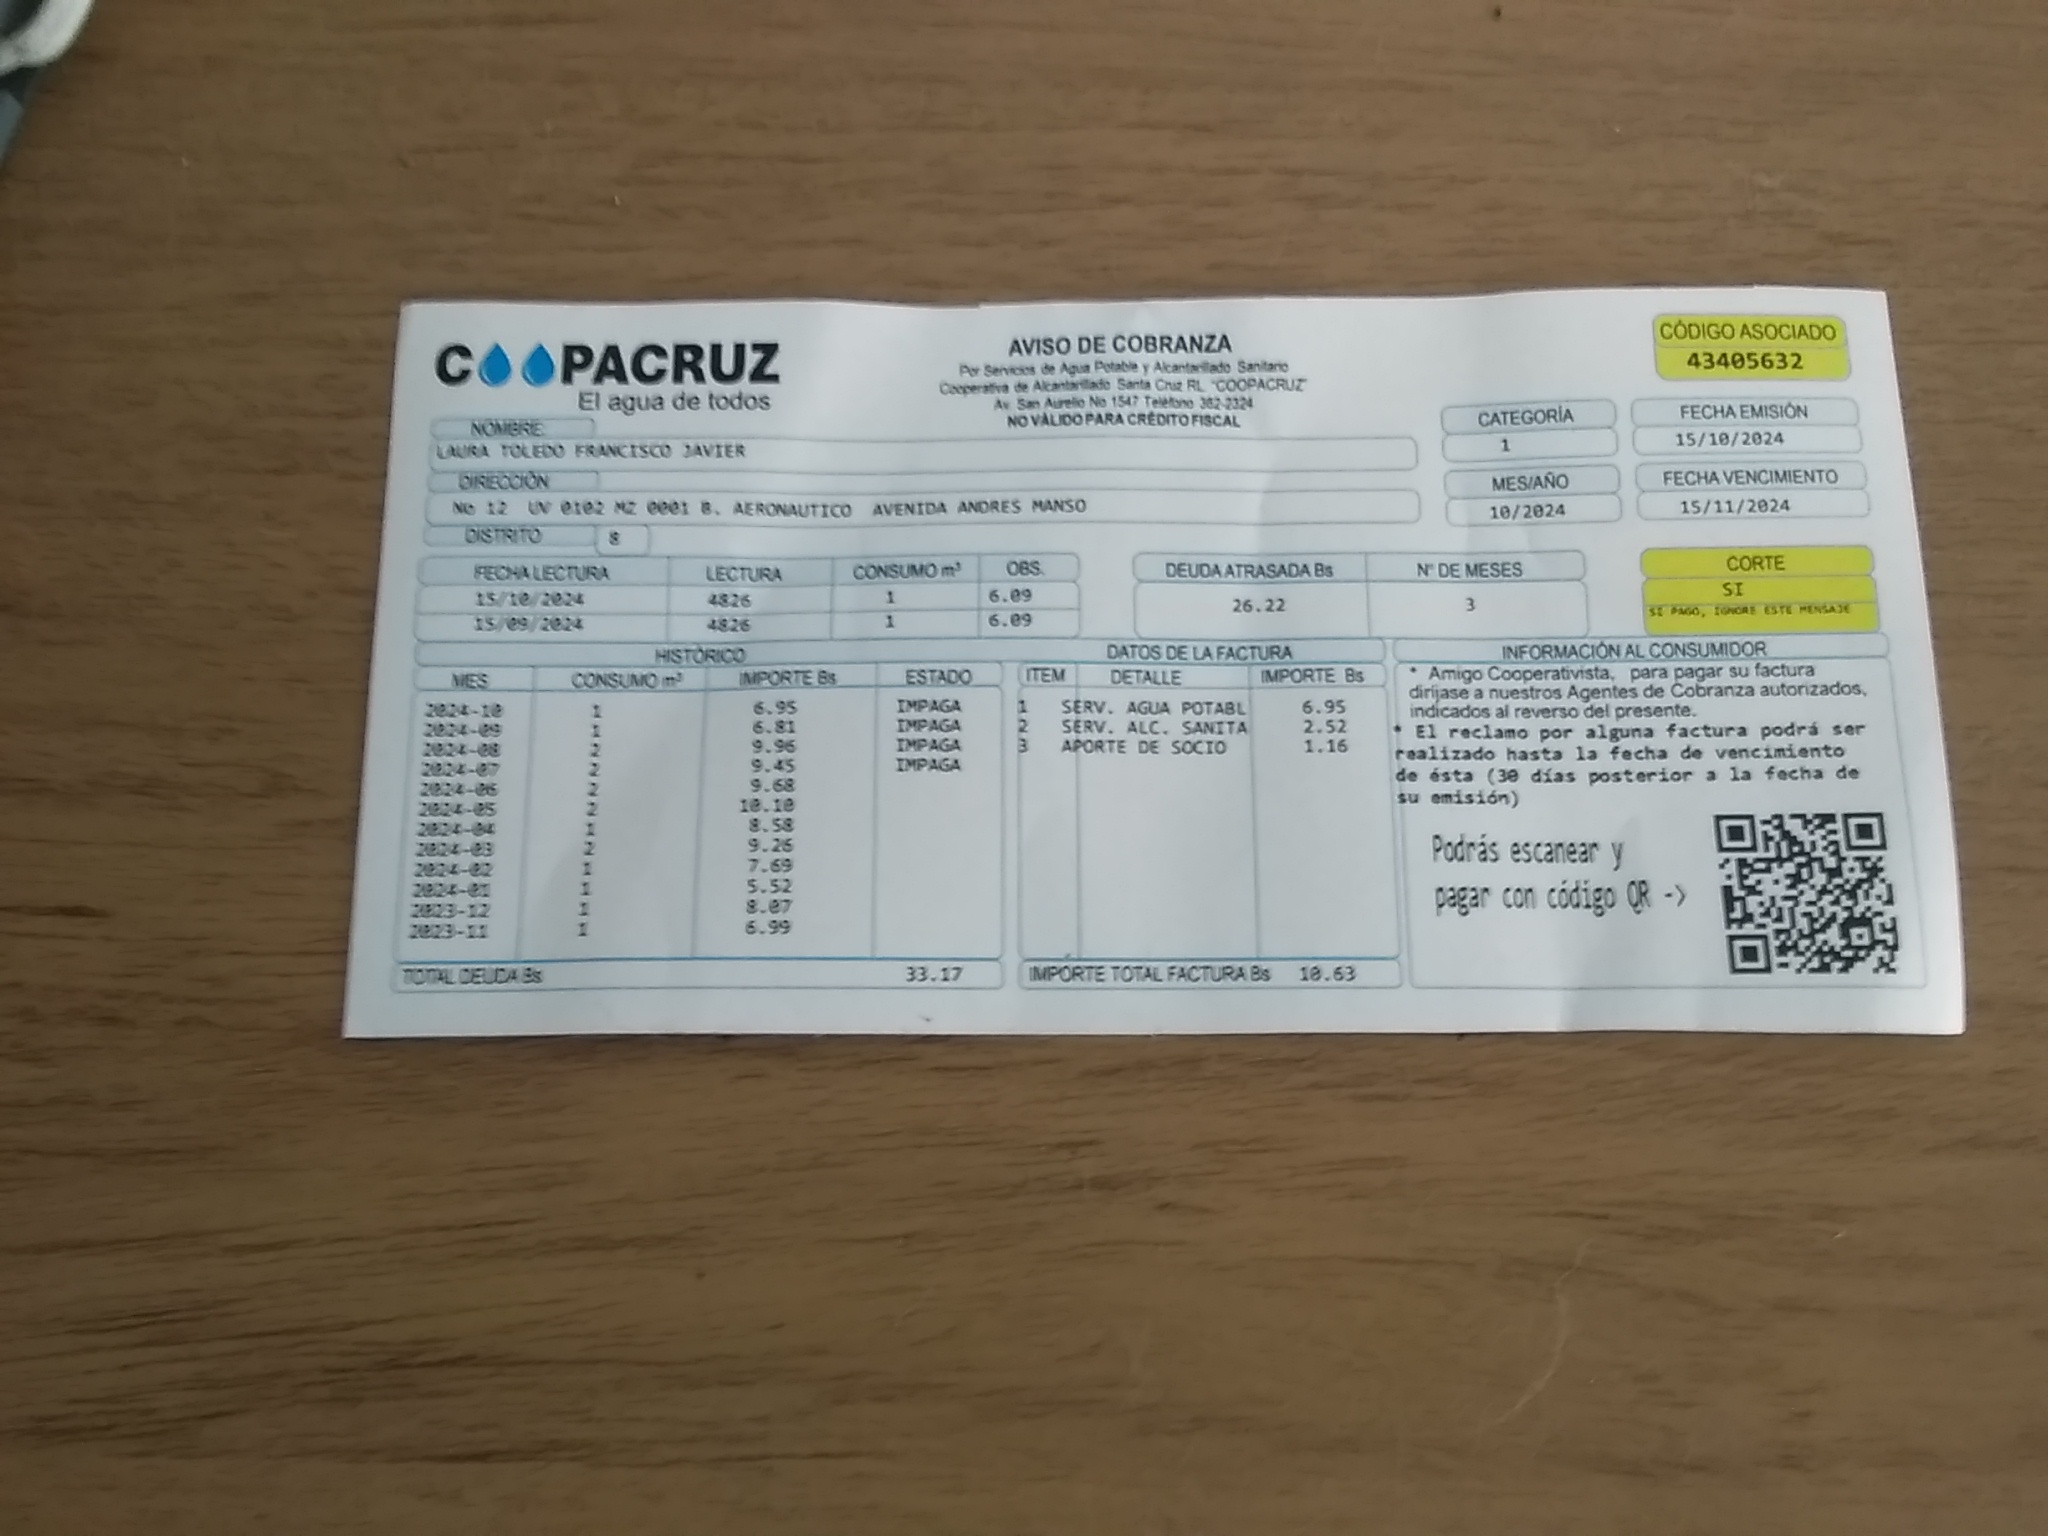 COOPACRUZ
El agua de todos
AVISO DE COBRANZA
Por Servicios de Agua Potable y Alcantarillado Sanitario
Cooperativa de Alcantarillado Santa Cruz RL. "COOPACRUZ"
Av. San Aurelio No 1547 Teléfono 362-2324
NO VÁLIDO PARA CRÉDITO FISCAL
CÓDIGO ASOCIADO
43405632
NOMBRE:
LAURA TOLEDO FRANCISCO JAVIER
DIRECCIÓN
No 12 UV 0102 MZ 0001 B. AERONAUTICO AVENIDA ANDRES MANSO
DISTRITO 8
CATEGORÍA
1
FECHA EMISIÓN
15/10/2024
MES/AÑO
10/2024
FECHA VENCIMIENTO
15/11/2024
FECHA LECTURA LECTURA CONSUMO m³ OBS.
15/10/2024 4826 1 6.09
15/09/2024 4826 1 6.09
DEUDA ATRASADA Bs N° DE MESES
26.22 3
CORTE
SI
SI PAGO, IGNORE ESTE MENSAJE
HISTÓRICO
MES CONSUMO m³ IMPORTE Bs ESTADO
2024-10 1 6.95 IMPAGA
2024-09 1 6.81 IMPAGA
2024-08 2 9.96 IMPAGA
2024-07 2 9.45 IMPAGA
2024-06 2 9.68
2024-05 2 10.10
2024-04 1 8.58
2024-03 2 9.26
2024-02 1 7.69
2024-01 1 5.52
2023-12 1 8.07
2023-11 1 6.99
TOTAL DEUDA Bs 33.17
DATOS DE LA FACTURA
ITEM DETALLE IMPORTE Bs
1 SERV. AGUA POTABL 6.95
2 SERV. ALC. SANITA 2.52
3 APORTE DE SOCIO 1.16
IMPORTE TOTAL FACTURA Bs 10.63
INFORMACIÓN AL CONSUMIDOR
* Amigo Cooperativista, para pagar su factura
diríjase a nuestros Agentes de Cobranza autorizados,
indicados al reverso del presente.
* El reclamo por alguna factura podrá ser
realizado hasta la fecha de vencimiento
de ésta (30 días posterior a la fecha de
su emisión)
Podrás escanear y
pagar con código QR ->